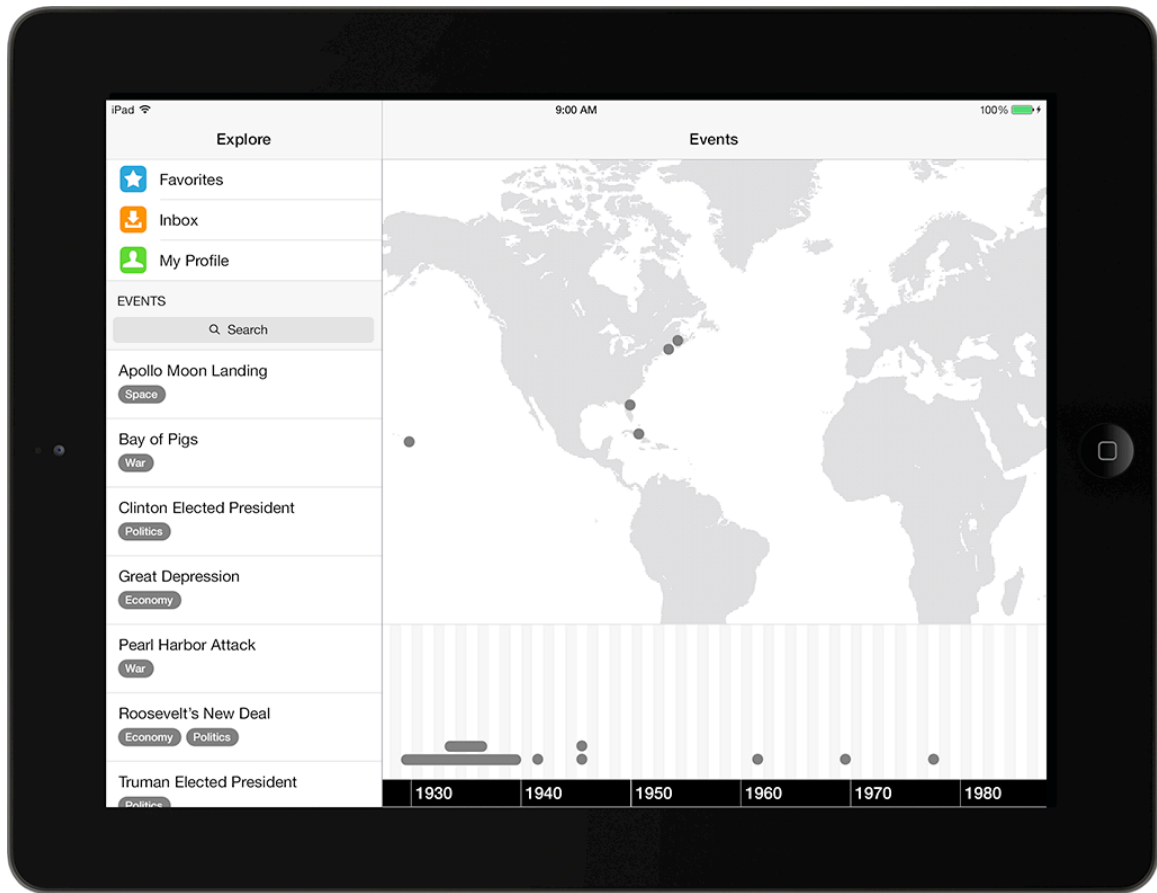 iPad
9:00 AM
100%
Explore
Events
Favorites
Inbox
My Profile
EVENTS
Search
Apollo Moon Landing
Space
Bay of Pigs
War
Clinton Elected President
Politics
Great Depression
Economy
Pearl Harbor Attack
War
Roosevelt's New Deal
Economy Politics
Truman Elected President
Politics
1930 1940 1950 1960 1970 1980